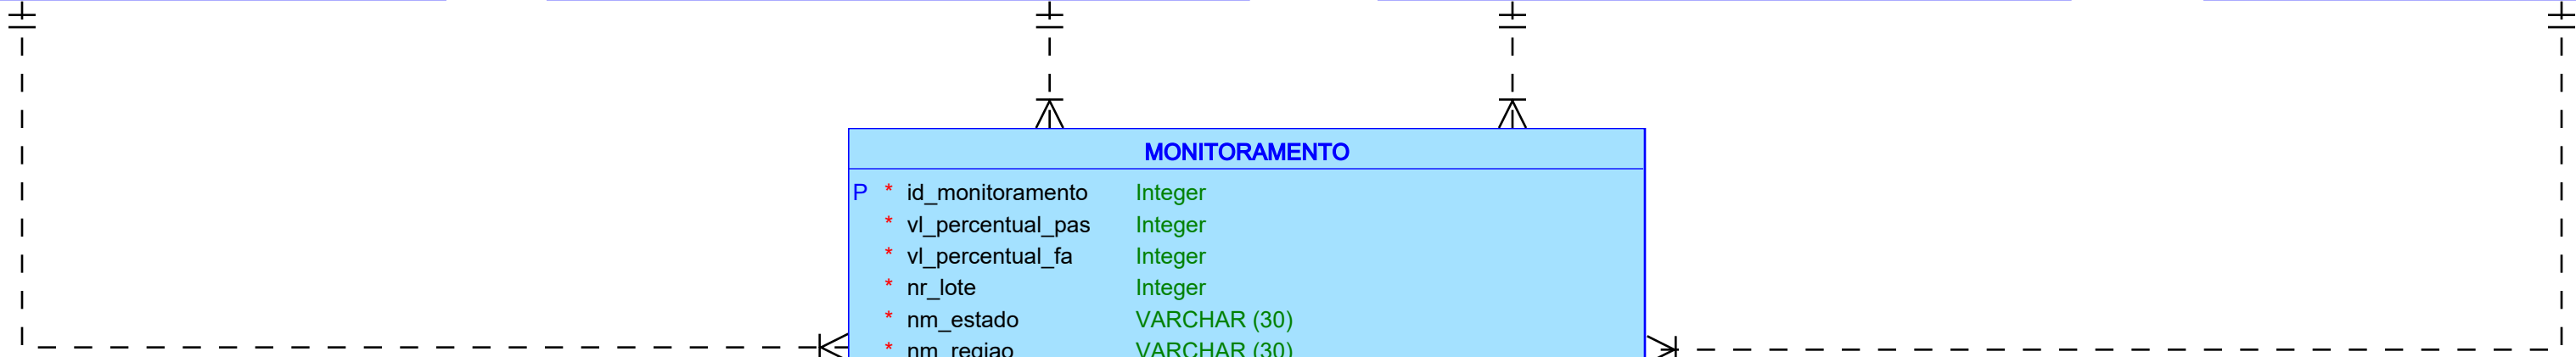 MONITORAMENTO
P * id_monitoramento Integer
* vl_percentual_pas Integer
* vl_percentual_fa Integer
* nr_lote Integer
* nm_estado VARCHAR (30)
* nm_regiao VARCHAR (30)